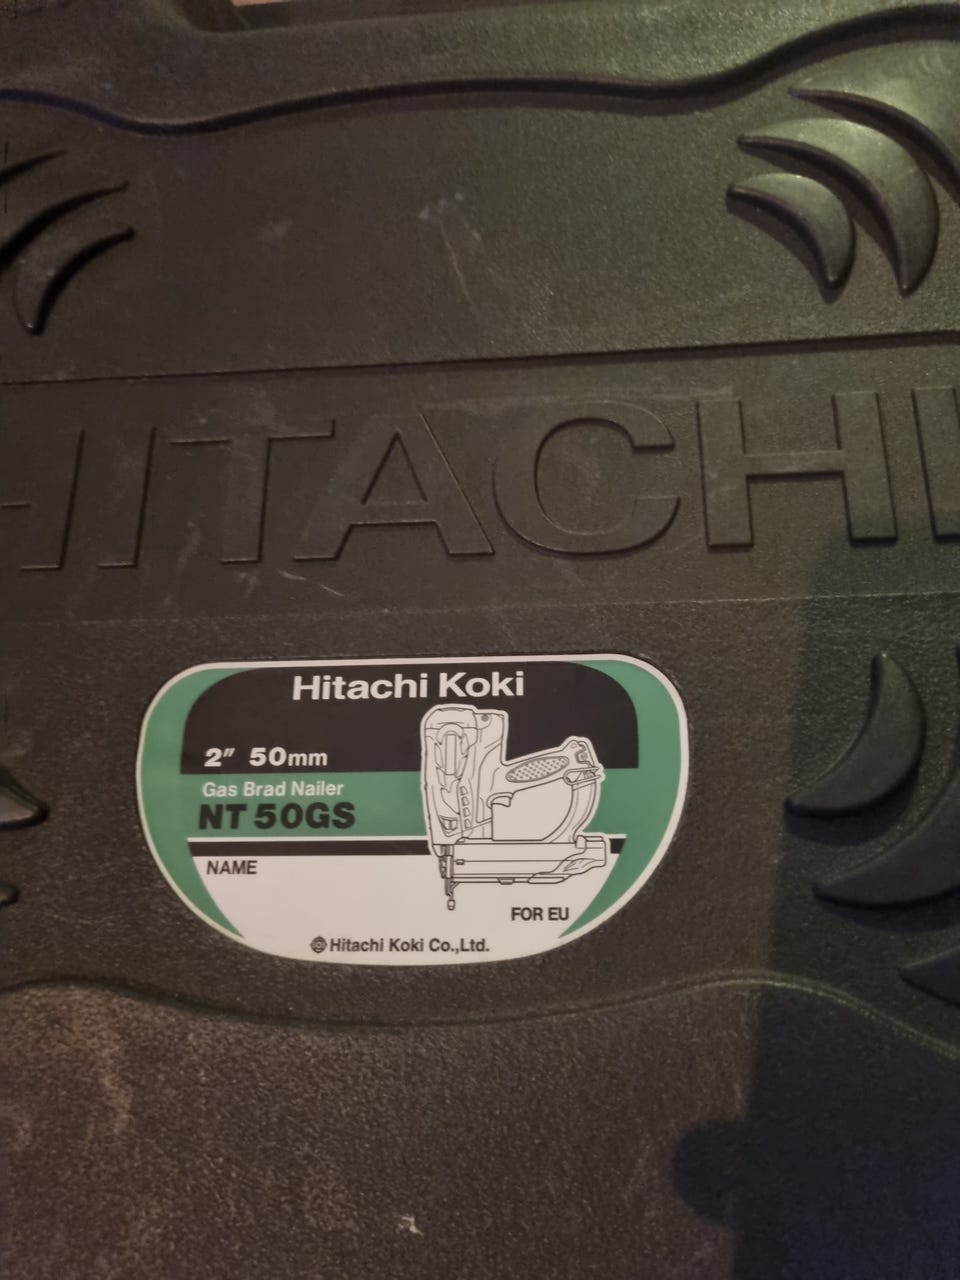 HITACHI
Hitachi Koki
2" 50mm
Gas Brad Nailer
NT 50GS
NAME
FOR EU
Hitachi Koki Co.,Ltd.